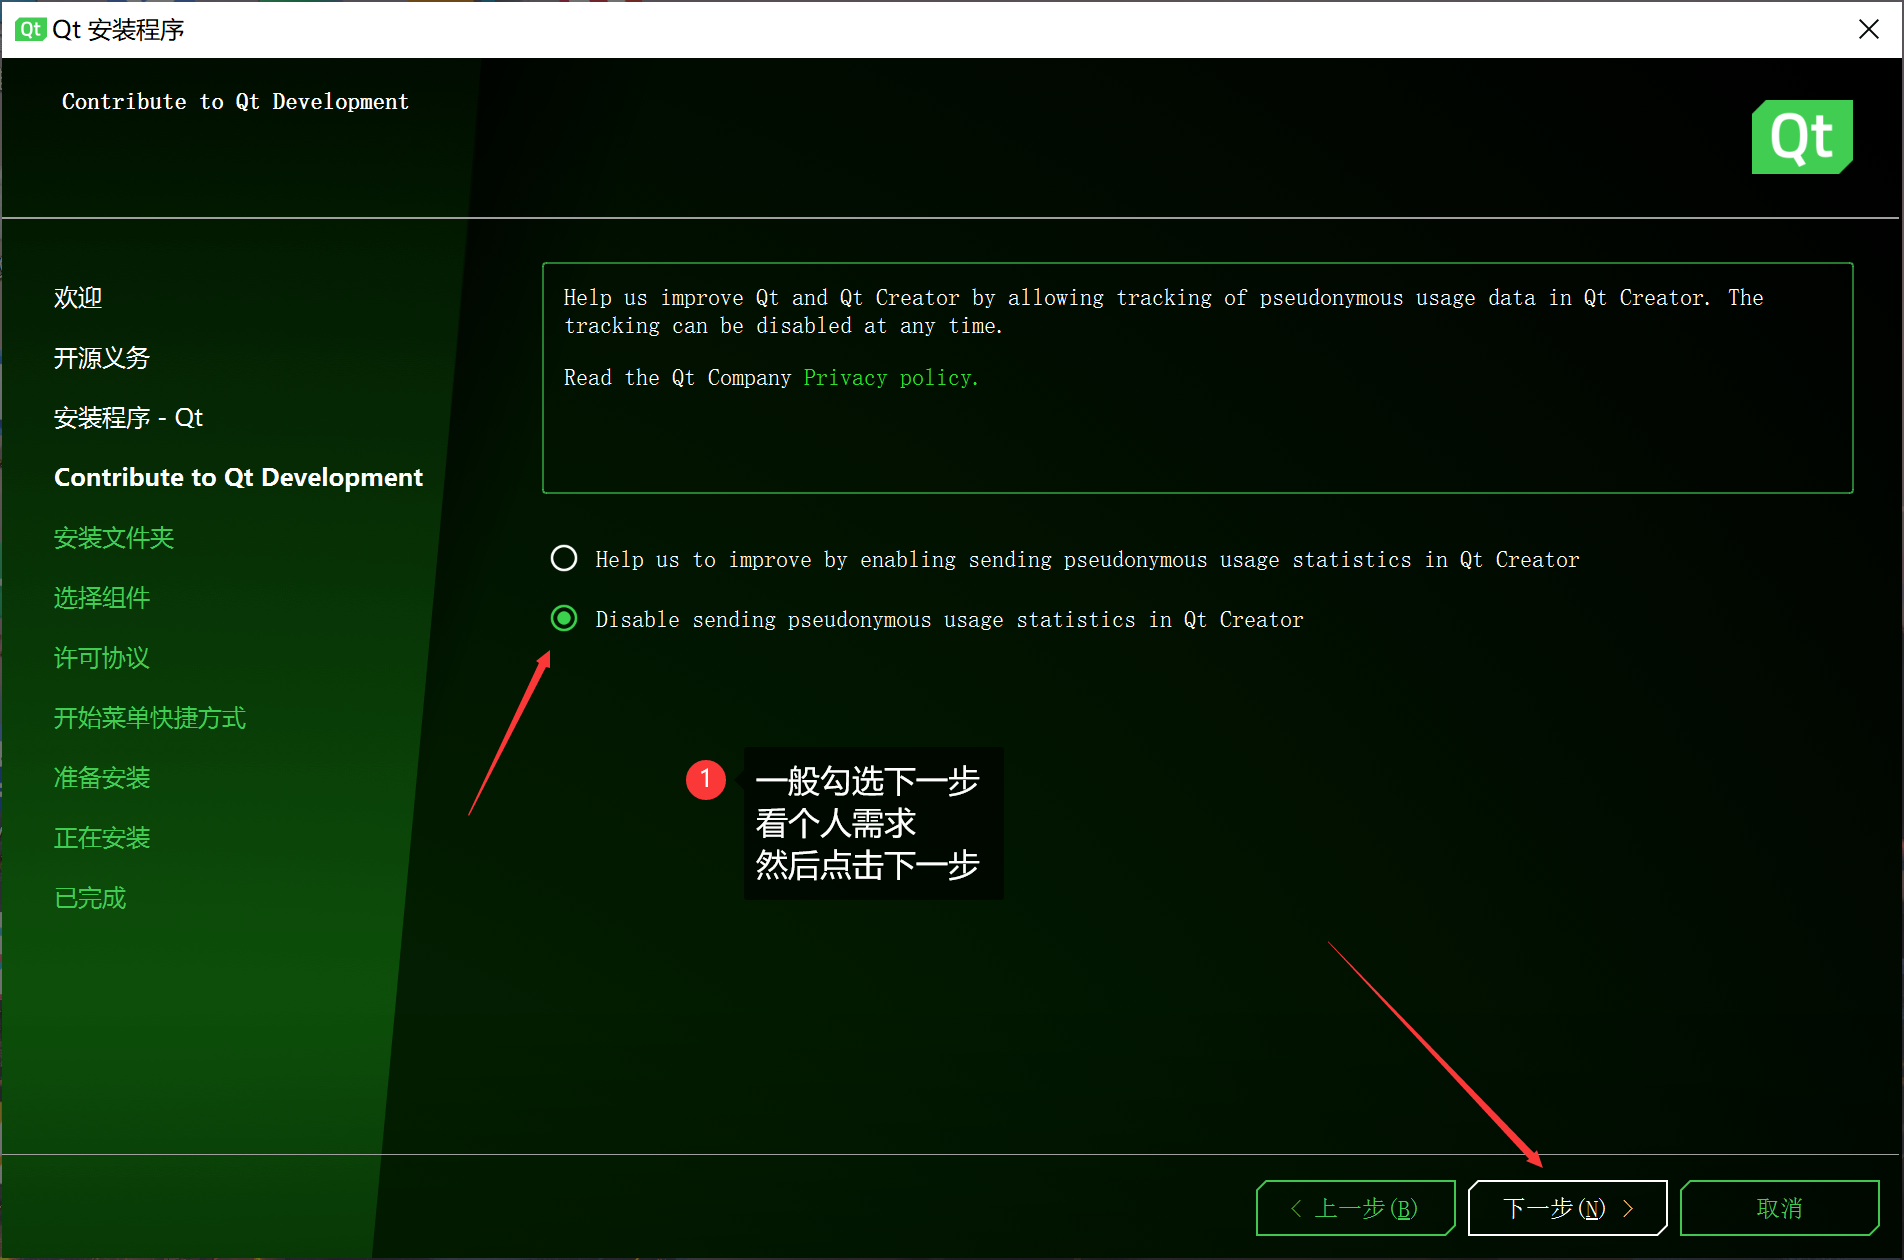 Qt Qt 安装程序
Contribute to Qt Development
Qt
欢迎
开源义务
安装程序 - Qt
Contribute to Qt Development
安装文件夹
选择组件
许可协议
开始菜单快捷方式
准备安装
正在安装
已完成
Help us improve Qt and Qt Creator by allowing tracking of pseudonymous usage data in Qt Creator. The
tracking can be disabled at any time.
Read the Qt Company Privacy policy.
Help us to improve by enabling sending pseudonymous usage statistics in Qt Creator
Disable sending pseudonymous usage statistics in Qt Creator
1
一般勾选下一步
看个人需求
然后点击下一步
< 上一步(B)
下一步(N) >
取消